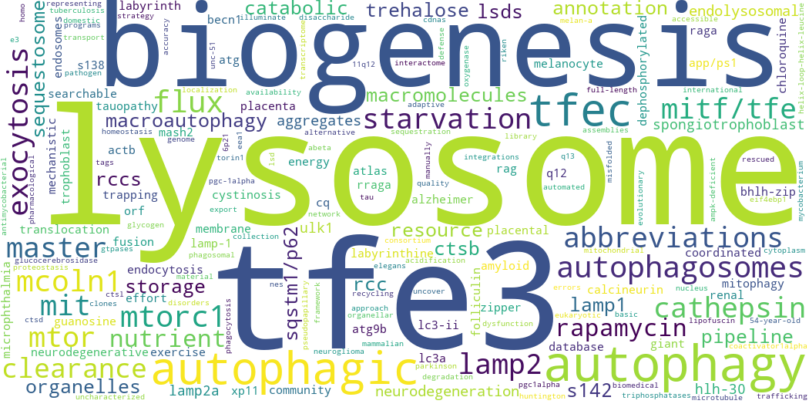 biogenesis
lysosome
tfe3
autophagic
autophagy
labyrinth
strategy
catabolic
trehalose
lsds
annotation
endolysosomal
homo
representing
tuberculosis
domestic
programs
transport
becn1
illuminate
disaccharide
cdnas
melan-a
accessible
accuracy
unc-51
transcriptome
11q12
interactome
defense
oxygenase
riken
melanocyte
raga
app/ps1
chloroquine
helix-loop-helix-leucine
e3
exocytosis
sequestosome
endosomes
s138
pathogen
atg
searchable
flux
localization
availability
macromolecules
adaptive
full-length
international
dephosphorylated
tauopathy
placenta
macroautophagy
aggregates
starvation
tfec
mitf/tfe
spongiotrophoblast
antimycobacterial
pharmacological
mechanistic
trophoblast
homeostasis
mash2
genome
6p21
eea1
alternative
sequestration
library
assemblies
actb
tags
torin1
lsd
abeta
integrations
q13
misfolded
evolutionary
ampk-deficient
rescued
mycobacterium
rccs
trapping
pgc-1alpha
energy
atlas
manually
rag
q12
automated
bhlh-zip
eif4ebp1
cystinosis
rraga
tau
quality
alzheimer
orf
glycogen
export
cq
network
translocation
membrane
ulk1
resource
placental
abbreviations
coordinated
cytoplasm
master
fusion
gtpases
lamp-1
collection
phagosomal
labyrinthine
consortium
acidification
ctsb
mitochondrial
autophagosomes
glucocerebrosidase
proteostasis
endocytosis
material
elegans
amyloid
mitophagy
nucleus
microphthalmia
mcoln1
storage
sqstm1/p62
rcc
recycling
uncover
folliculin
errors
calcineurin
renal
ctsl
disorders
nes
framework
approach
organellar
zipper
eukaryotic
lamp1
basic
lipofuscin
54-year-old
cathepsin
ctsd
clones
mit
effort
mtorc1
guanosine
phagocytosis
pseudopapillary
atg9b
lc3-ii
dysfunction
rapamycin
pipeline
mtor
nutrient
mammalian
database
giant
neurodegenerative
exercise
neuroglioma
lc3a
parkinson
degradation
lamp2
clearance
organelles
lamp2a
xp11
community
neurodegeneration
pgc1alpha
huntington
s142
biomedical
triphosphatases
hlh-30
microtubule
trafficking
uncharacterized